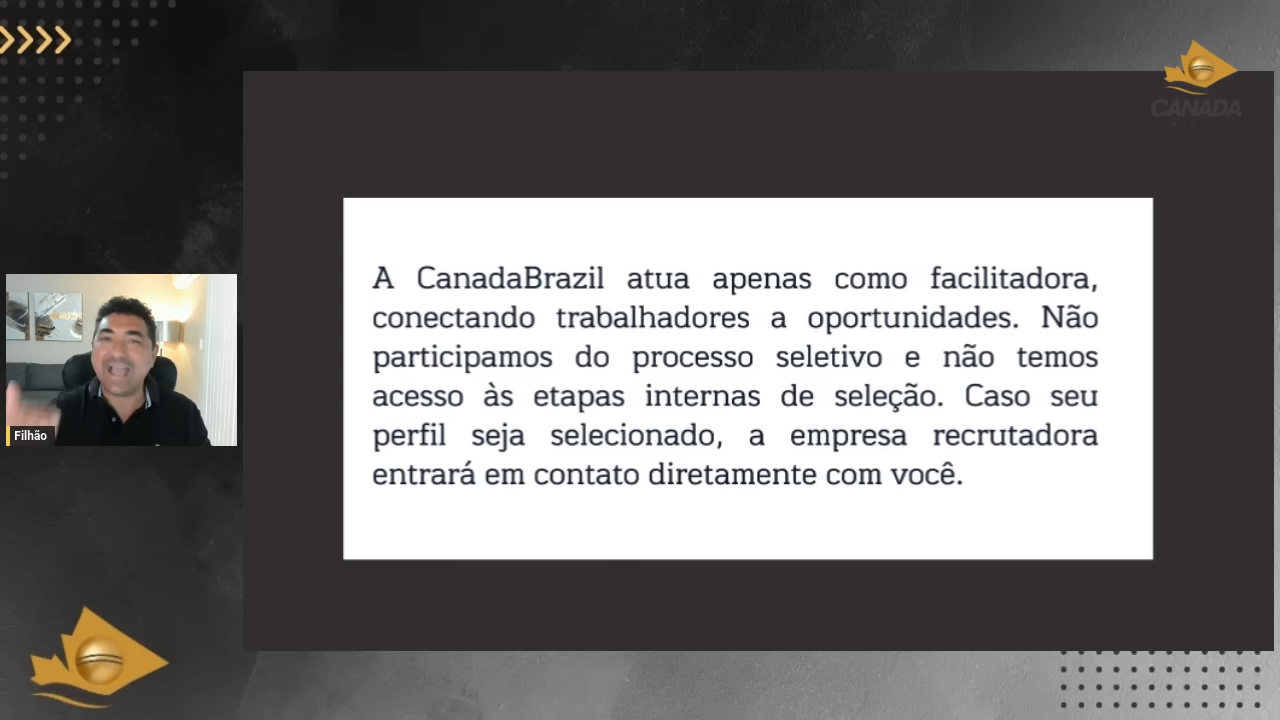 CANADA
A CanadaBrazil atua apenas como facilitadora,
conectando trabalhadores a oportunidades. Não
participamos do processo seletivo e não temos
acesso às etapas internas de seleção. Caso seu
perfil seja selecionado, a empresa recrutadora
entrará em contato diretamente com você.
Filhão